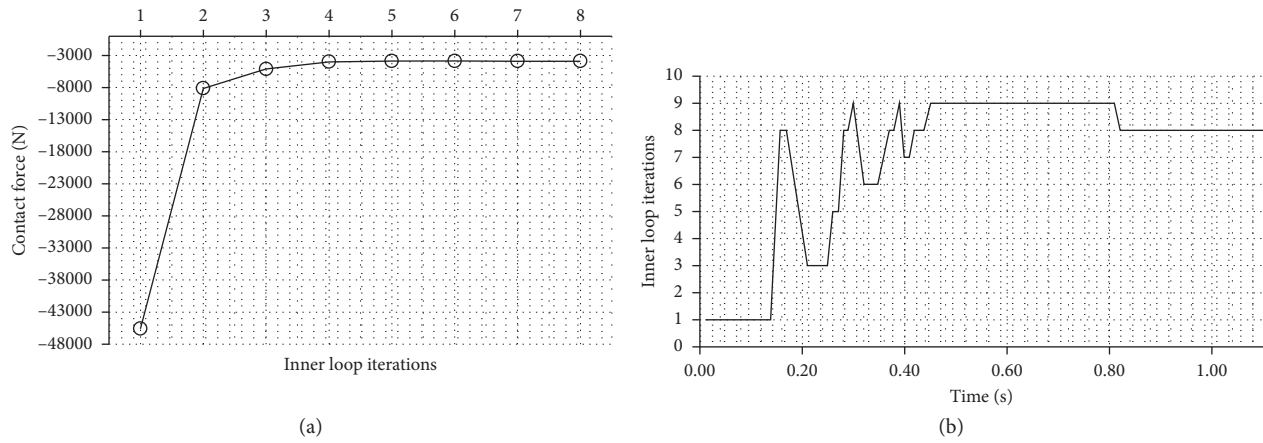 1 2 3 4 5 6 7 8
–3000
–8000
–13000
–18000
–23000
–28000
–33000
–38000
–43000
–48000
Contact force (N)
Inner loop iterations
(a)
10
9
8
7
6
5
4
3
2
1
0
Inner loop iterations
0.00 0.20 0.40 0.60 0.80 1.00
Time (s)
(b)